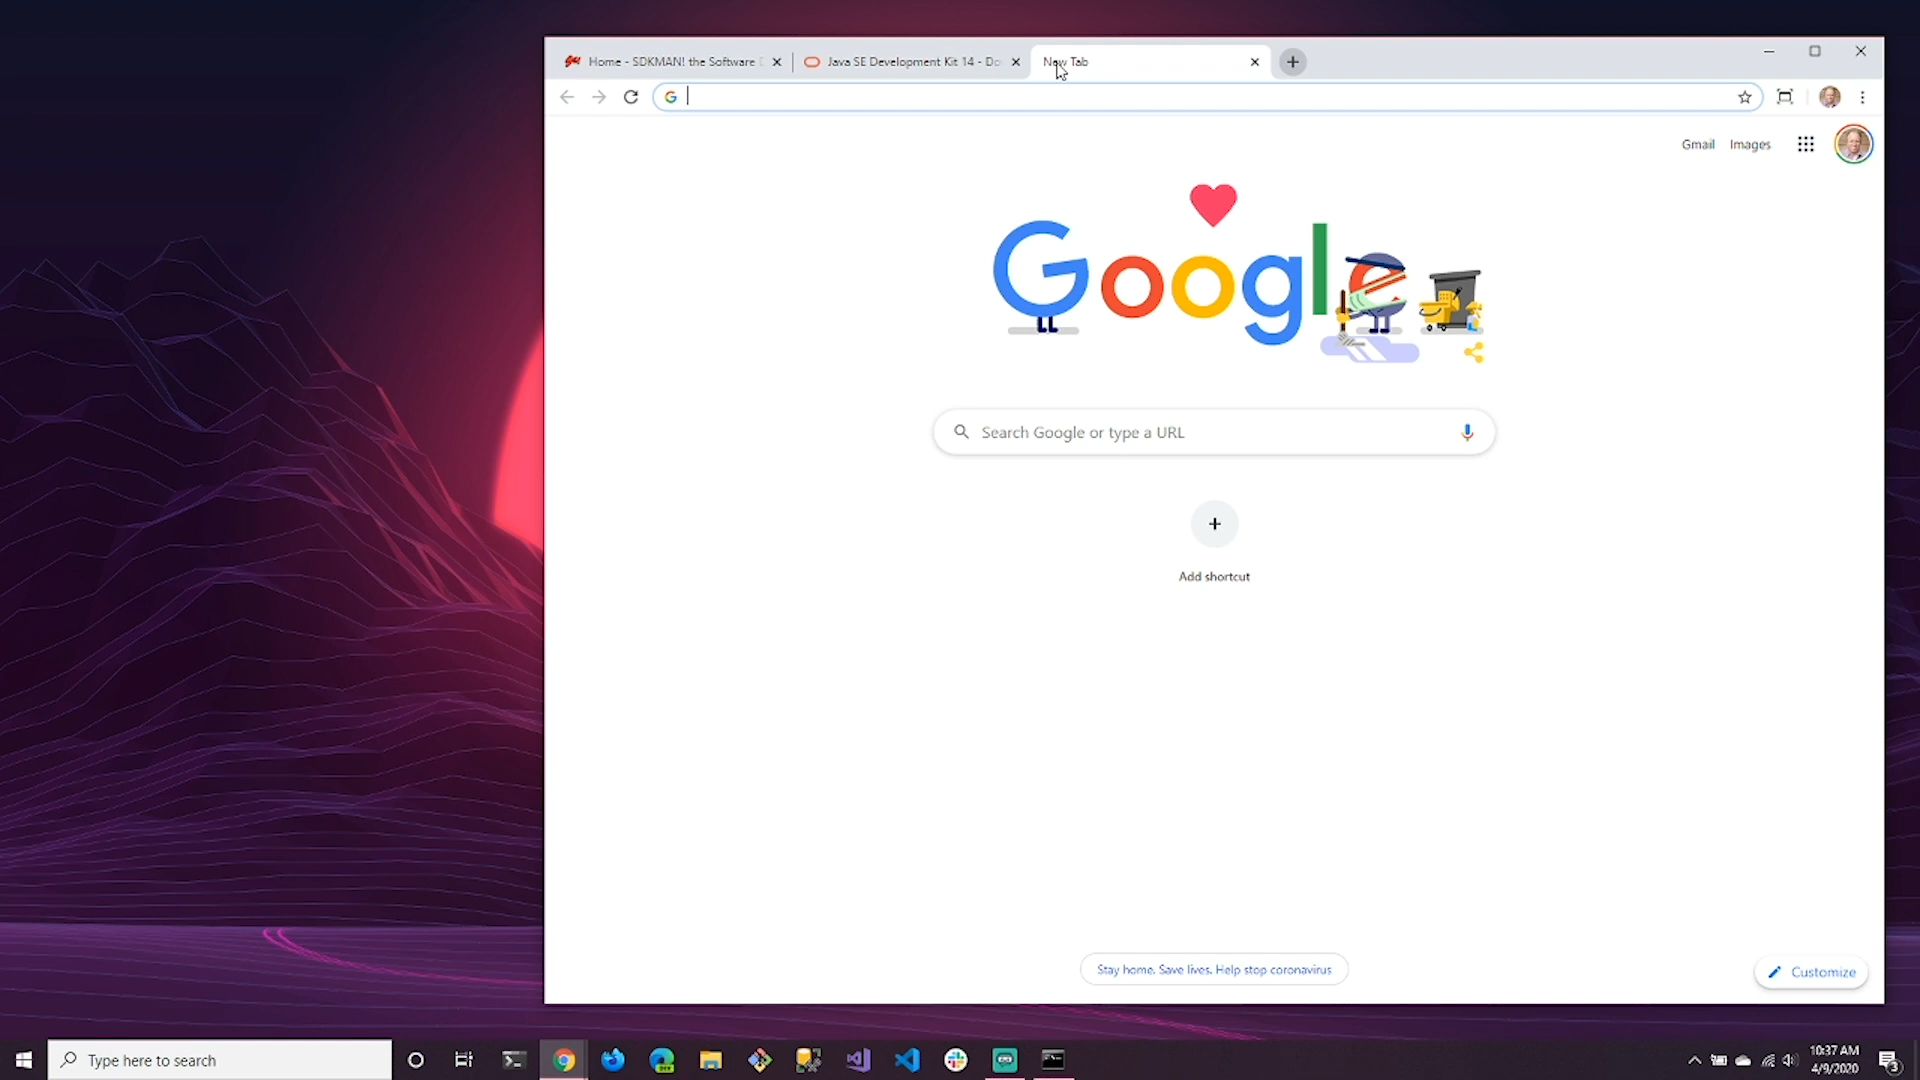 Home - SDKMAN! the Software
Java SE Development Kit 14 - Do
New Tab
Gmail Images
Google
Search Google or type a URL
Add shortcut
Stay home. Save lives. Help stop coronavirus
Customize
Type here to search
DEV
10:37 AM
4/9/2020
3